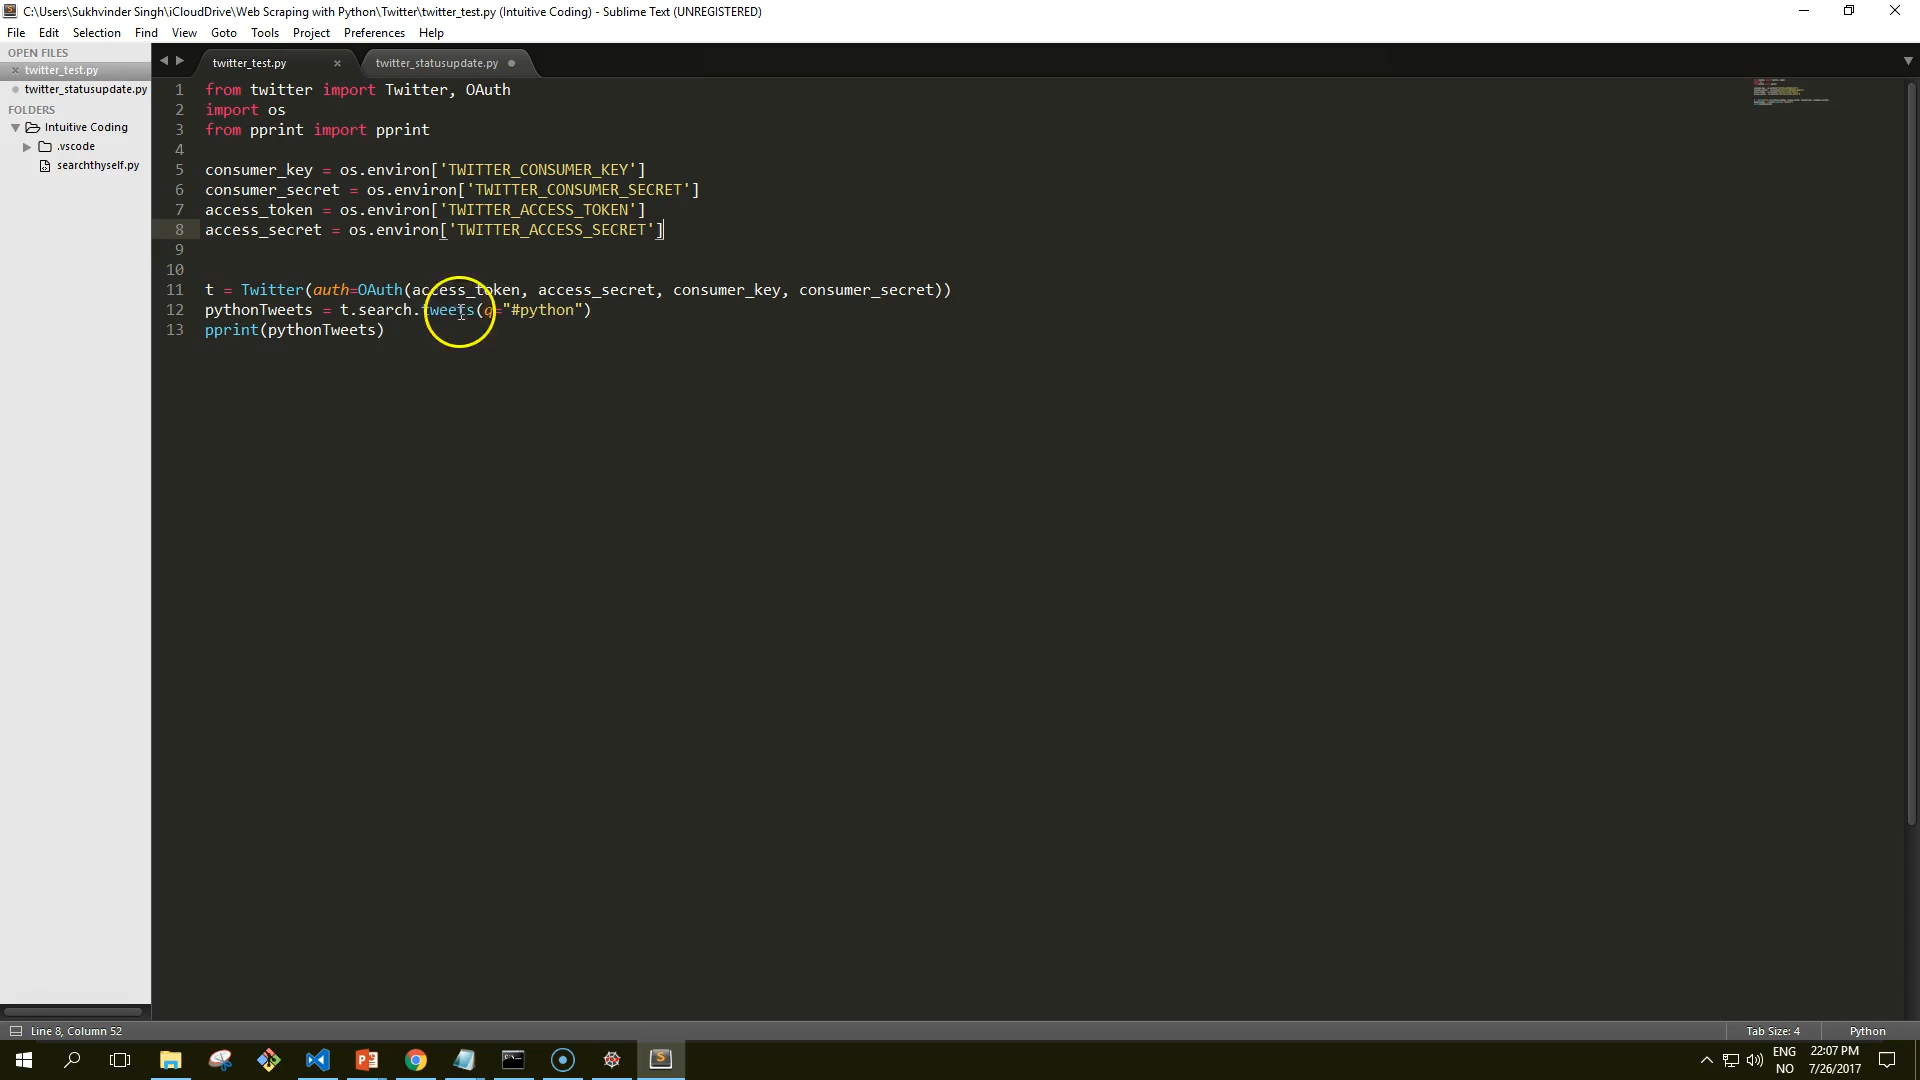 C:\Users\Sukhvinder Singh\iCloudDrive\Web Scraping with Python\Twitter\twitter_test.py (Intuitive Coding) - Sublime Text (UNREGISTERED)
File Edit Selection Find View Goto Tools Project Preferences Help
OPEN FILES
twitter_test.py
twitter_statusupdate.py
FOLDERS
Intuitive Coding
.vscode
searchthyself.py
twitter_test.py twitter_statusupdate.py
1 from twitter import Twitter, OAuth
2 import os
3 from pprint import pprint
4
5 consumer_key = os.environ['TWITTER_CONSUMER_KEY']
6 consumer_secret = os.environ['TWITTER_CONSUMER_SECRET']
7 access_token = os.environ['TWITTER_ACCESS_TOKEN']
8 access_secret = os.environ['TWITTER_ACCESS_SECRET']
9
10
11 t = Twitter(auth=OAuth(access_token, access_secret, consumer_key, consumer_secret))
12 pythonTweets = t.search.tweets(q="#python")
13 pprint(pythonTweets)
Line 8, Column 52
Tab Size: 4 Python
ENG
NO
22:07 PM
7/26/2017